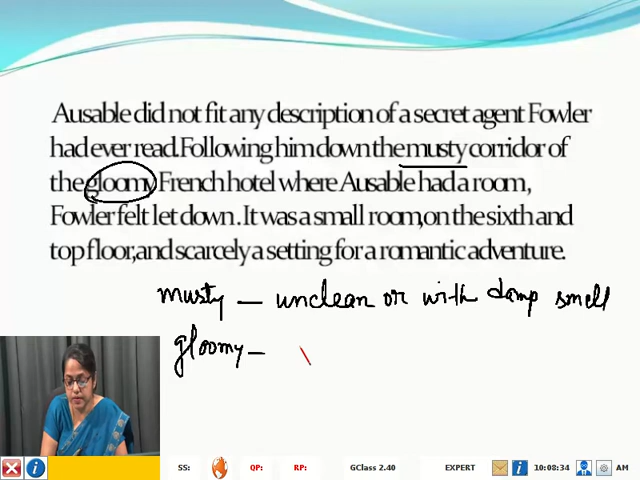 Ausable did not fit any description of a secret agent Fowler
had ever read.Following him down the musty corridor of
the gloomy French hotel where Ausable had a room ,
Fowler felt let down . It was a small room,on the sixth and
top floor,and scarcely a setting for a romantic adventure.
musty — unclean or with damp smell
gloomy —
SS: QP: RP: GClass 2.40 EXPERT 10:08:34 AM